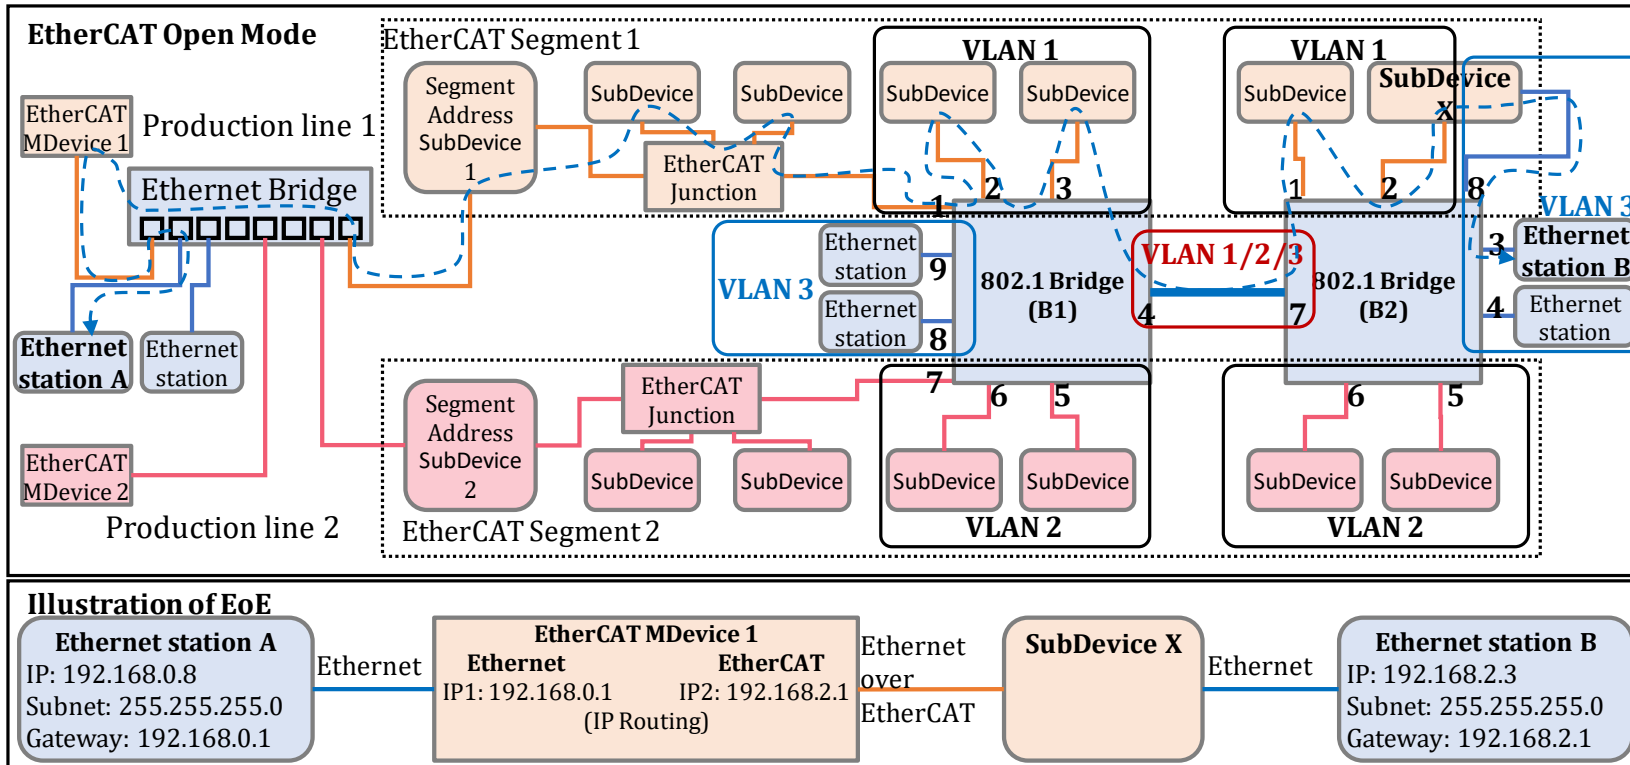 EtherCAT Open Mode
EtherCAT Segment 1
VLAN 1
VLAN 1
EtherCAT
MDevice 1
Production line 1
Segment
Address
SubDevice
1
SubDevice
SubDevice
SubDevice
SubDevice
SubDevice
SubDevice
X
EtherCAT
Junction
Ethernet Bridge
1
2
3
1
2
8
VLAN 3
Ethernet
station
9
Ethernet
station
8
VLAN 3
802.1 Bridge
(B1)
VLAN 1/2/3
4
7
802.1 Bridge
(B2)
3
Ethernet
station B
4
Ethernet
station
Ethernet
station A
Ethernet
station
7
6
5
6
5
EtherCAT
Junction
Segment
Address
SubDevice
2
EtherCAT
MDevice 2
SubDevice
SubDevice
SubDevice
SubDevice
SubDevice
SubDevice
Production line 2
EtherCAT Segment 2
VLAN 2
VLAN 2
Illustration of EoE
Ethernet station A
IP: 192.168.0.8
Subnet: 255.255.255.0
Gateway: 192.168.0.1
Ethernet
EtherCAT MDevice 1
Ethernet
IP1: 192.168.0.1
EtherCAT
IP2: 192.168.2.1
(IP Routing)
Ethernet
over
EtherCAT
SubDevice X
Ethernet
Ethernet station B
IP: 192.168.2.3
Subnet: 255.255.255.0
Gateway: 192.168.2.1